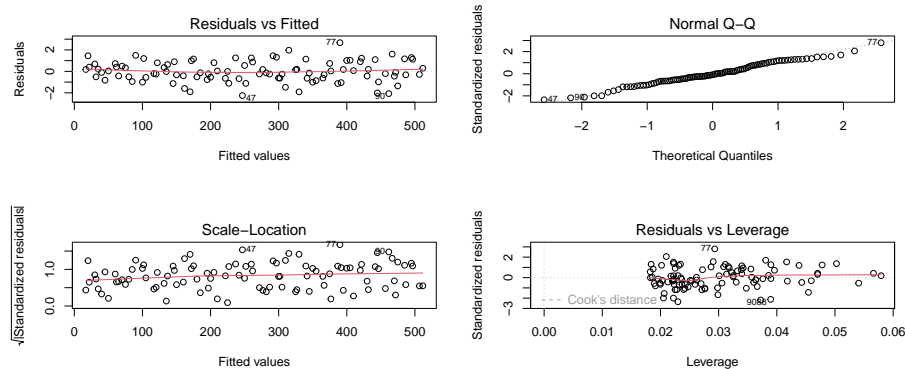 Residuals vs Fitted
Residuals
−2 0 2
77
47
90
0 100 200 300 400 500
Fitted values
Normal Q−Q
Standardized residuals
−2 0 2
77
47 90
−2 −1 0 1 2
Theoretical Quantiles
Scale−Location
√|Standardized residuals|
0.0 1.0
77
47
90
0 100 200 300 400 500
Fitted values
Residuals vs Leverage
Standardized residuals
−3 0 2
77
90
Cook's distance
0.00 0.01 0.02 0.03 0.04 0.05 0.06
Leverage